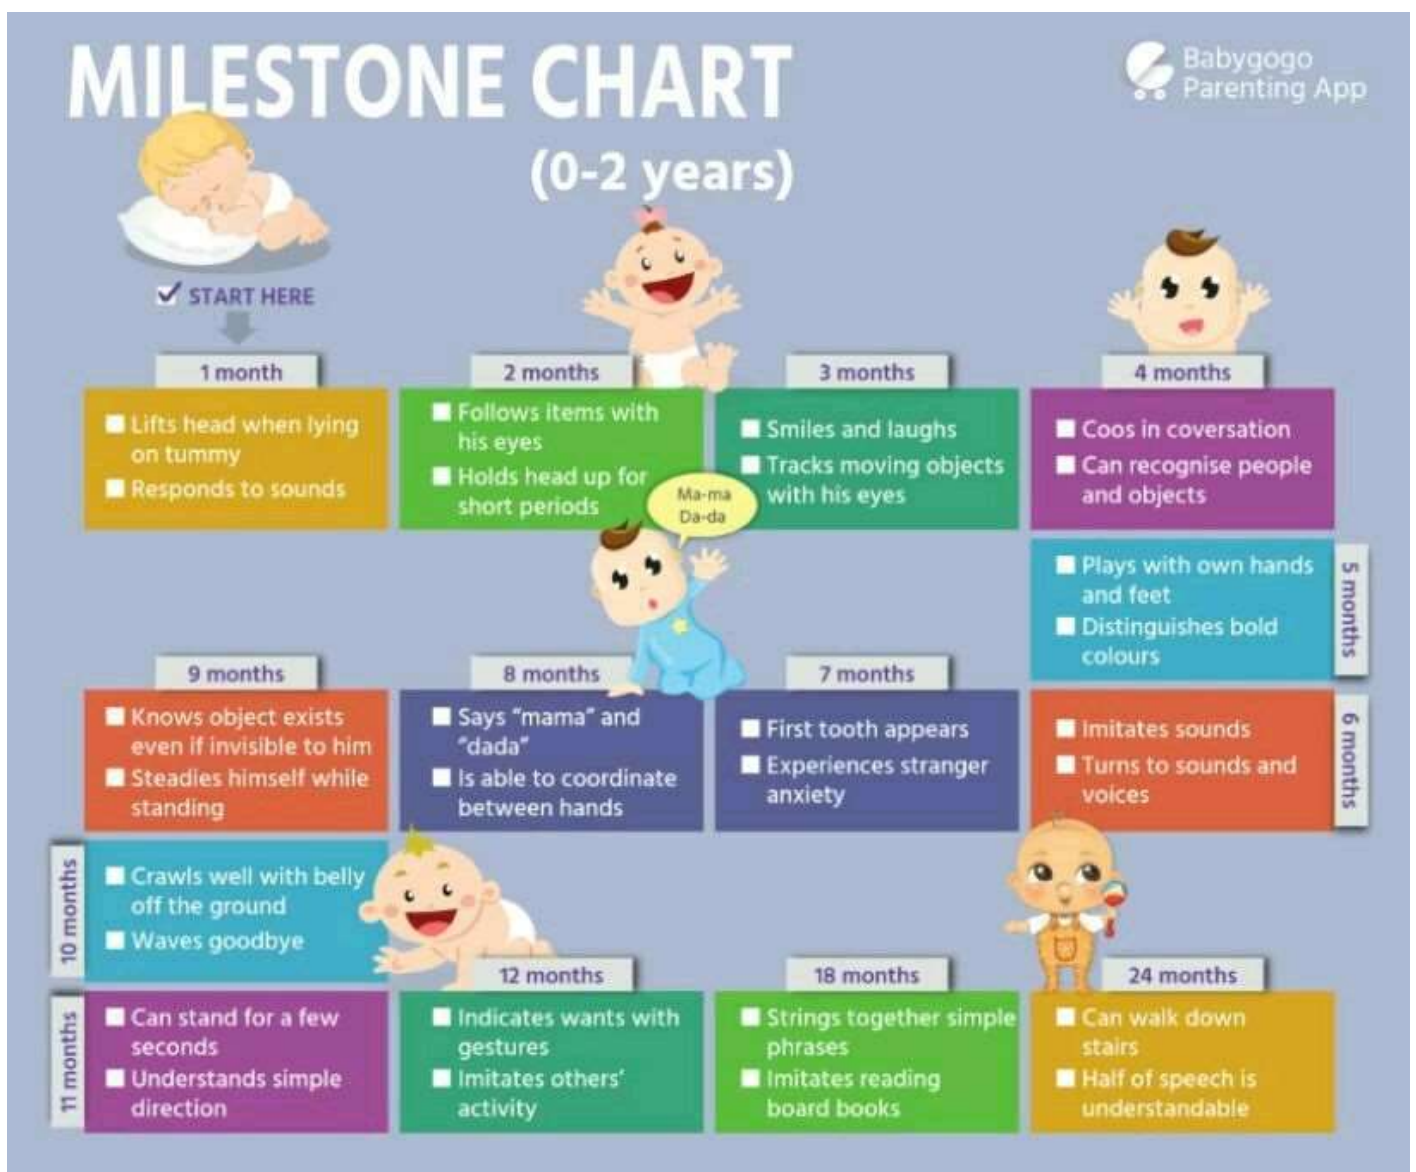 MILESTONE CHART
(0-2 years)
Babygogo
Parenting App
START HERE
1 month
Lifts head when lying
on tummy
Responds to sounds
2 months
Follows items with
his eyes
Holds head up for
short periods
3 months
Smiles and laughs
Tracks moving objects
with his eyes
4 months
Coos in coversation
Can recognise people
and objects
5 months
Plays with own hands
and feet
Distinguishes bold
colours
6 months
Imitates sounds
Turns to sounds and
voices
7 months
First tooth appears
Experiences stranger
anxiety
Ma-ma
Da-da
8 months
Says “mama” and
“dada”
Is able to coordinate
between hands
9 months
Knows object exists
even if invisible to him
Steadies himself while
standing
10 months
Crawls well with belly
off the ground
Waves goodbye
11 months
Can stand for a few
seconds
Understands simple
direction
12 months
Indicates wants with
gestures
Imitates others’
activity
18 months
Strings together simple
phrases
Imitates reading
board books
24 months
Can walk down
stairs
Half of speech is
understandable